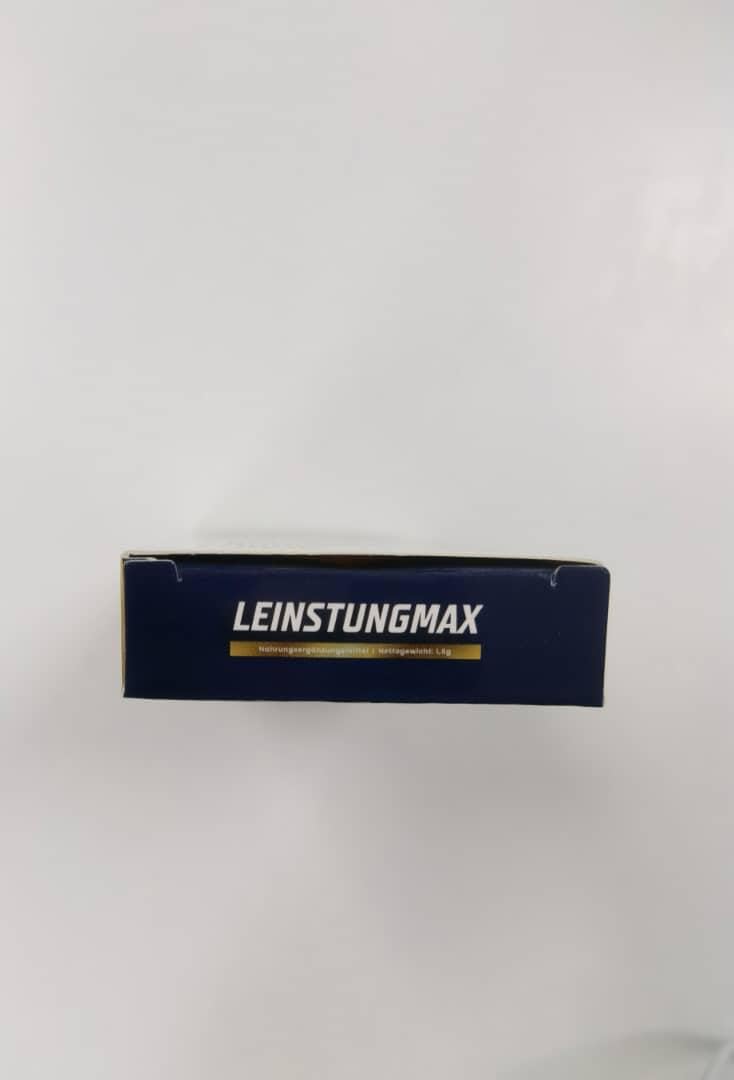 LEINSTUNGMAX
Nahrungsergänzungsmittel | Nettogewicht: 1,6g